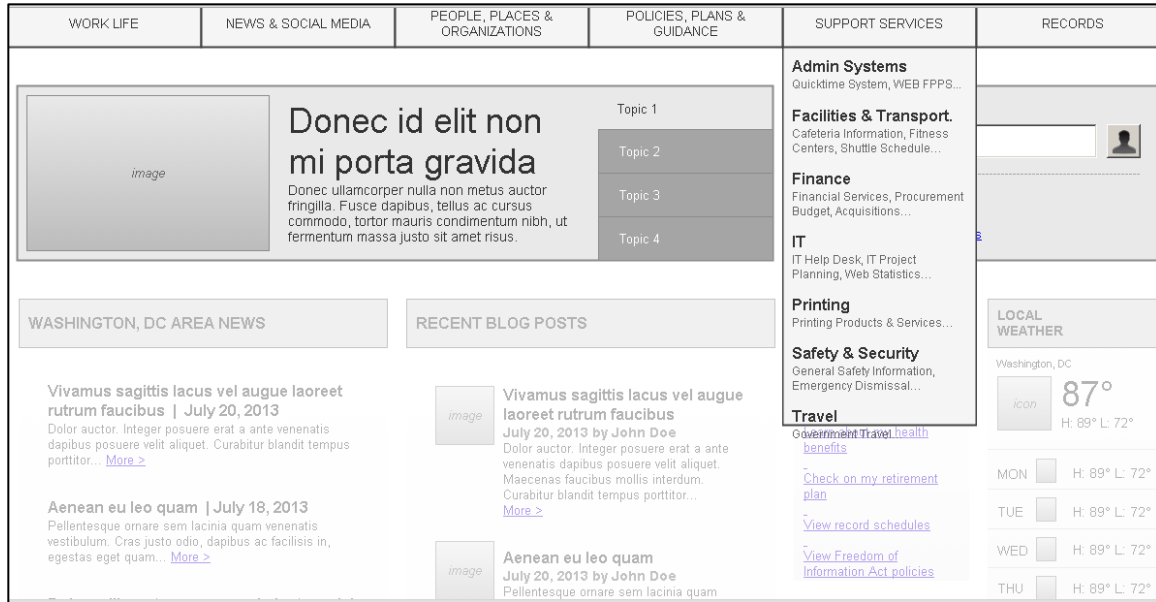 WORK LIFE
NEWS & SOCIAL MEDIA
PEOPLE, PLACES &
ORGANIZATIONS
POLICIES, PLANS &
GUIDANCE
SUPPORT SERVICES
RECORDS
image
Donec id elit non
mi porta gravida
Donec ullamcorper nulla non metus auctor
fringilla. Fusce dapibus, tellus ac cursus
commodo, tortor mauris condimentum nibh, ut
fermentum massa justo sit amet risus.
Topic 1
Topic 2
Topic 3
Topic 4
Admin Systems
Quicktime System, WEB FPPS...
Facilities & Transport.
Cafeteria Information, Fitness
Centers, Shuttle Schedule...
Finance
Financial Services, Procurement
Budget, Acquisitions...
IT
IT Help Desk, IT Project
Planning, Web Statistics...
Printing
Printing Products & Services...
Safety & Security
General Safety Information,
Emergency Dismissal...
Travel
Government Travel
s
WASHINGTON, DC AREA NEWS
Vivamus sagittis lacus vel augue laoreet
rutrum faucibus | July 20, 2013
Dolor auctor. Integer posuere erat a ante venenatis
dapibus posuere velit aliquet. Curabitur blandit tempus
porttitor... More >
Aenean eu leo quam | July 18, 2013
Pellentesque ornare sem lacinia quam venenatis
vestibulum. Cras justo odio, dapibus ac facilisis in,
egestas eget quam... More >
RECENT BLOG POSTS
image
Vivamus sagittis lacus vel augue
laoreet rutrum faucibus
July 20, 2013 by John Doe
Dolor auctor. Integer posuere erat a ante
venenatis dapibus posuere velit aliquet.
Maecenas faucibus mollis interdum.
Curabitur blandit tempus porttitor...
More >
image
Aenean eu leo quam
July 20, 2013 by John Doe
Pellentesque ornare sem lacinia quam
Learn about my health
benefits
Check on my retirement
plan
View record schedules
View Freedom of
Information Act policies
LOCAL
WEATHER
Washington, DC
icon
87°
H: 89° L: 72°
MON H: 89° L: 72°
TUE H: 89° L: 72°
WED H: 89° L: 72°
THU H: 89° L: 72°